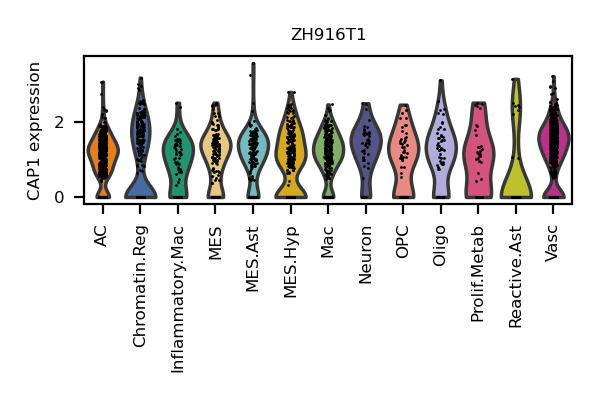 ZH916T1
CAP1 expression
2
0
AC
Chromatin.Reg
Inflammatory.Mac
MES
MES.Ast
MES.Hyp
Mac
Neuron
OPC
Oligo
Prolif.Metab
Reactive.Ast
Vasc